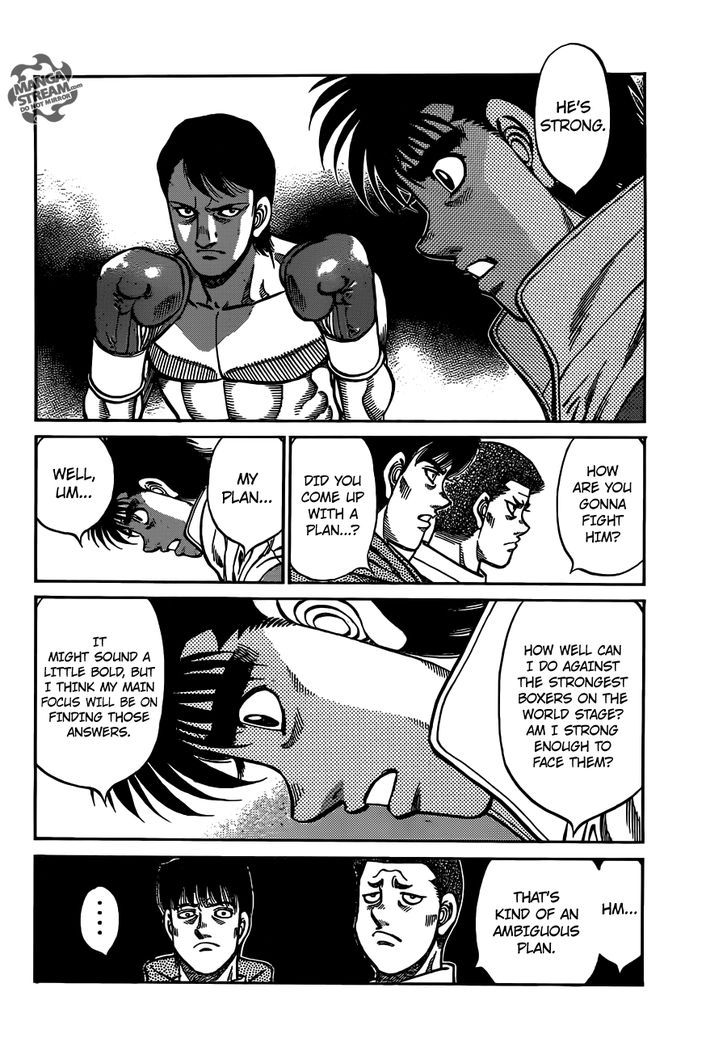 MANGA
STREAM.com
DO NOT MIRROR
HE'S
STRONG.
HOW
ARE YOU
GONNA
FIGHT
HIM?
DID YOU
COME UP
WITH A
PLAN...?
MY
PLAN...
WELL,
UM...
HOW WELL CAN
I DO AGAINST
THE STRONGEST
BOXERS ON THE
WORLD STAGE?
AM I STRONG
ENOUGH TO
FACE THEM?
IT
MIGHT SOUND A
LITTLE BOLD, BUT
I THINK MY MAIN
FOCUS WILL BE ON
FINDING THOSE
ANSWERS.
HM...
THAT'S
KIND OF AN
AMBIGUOUS
PLAN.
....